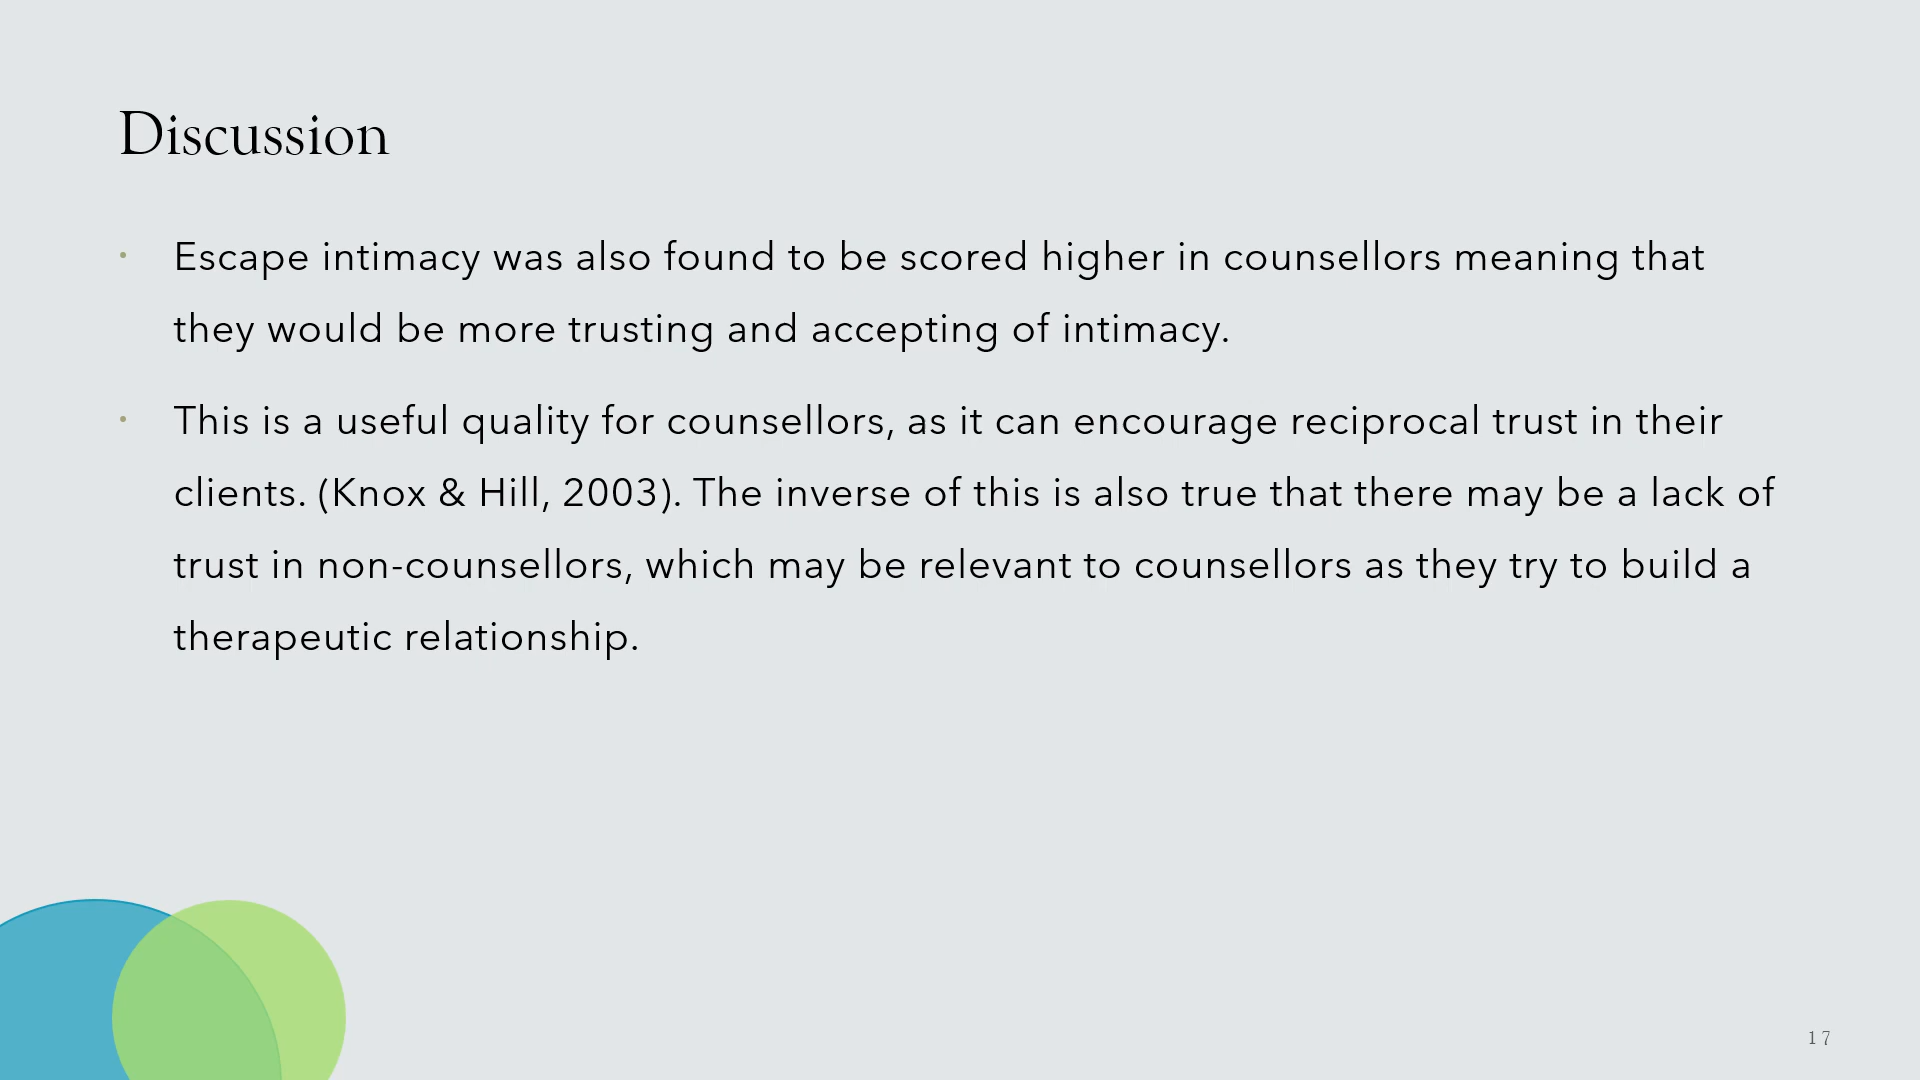 Discussion
• Escape intimacy was also found to be scored higher in counsellors meaning that
they would be more trusting and accepting of intimacy.
• This is a useful quality for counsellors, as it can encourage reciprocal trust in their
clients. (Knox & Hill, 2003). The inverse of this is also true that there may be a lack of
trust in non-counsellors, which may be relevant to counsellors as they try to build a
therapeutic relationship.
17